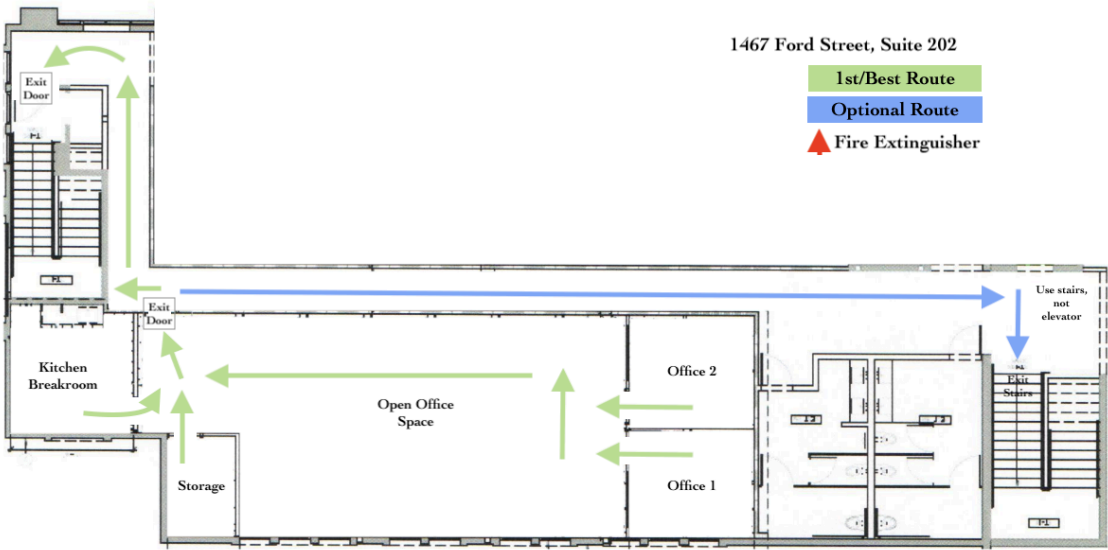 1467 Ford Street, Suite 202
1st/Best Route
Optional Route
Fire Extinguisher
Exit
Door
Exit
Door
Use stairs,
not
elevator
Kitchen
Breakroom
Open Office
Space
Office 2
Exit
Stairs
Storage
Office 1